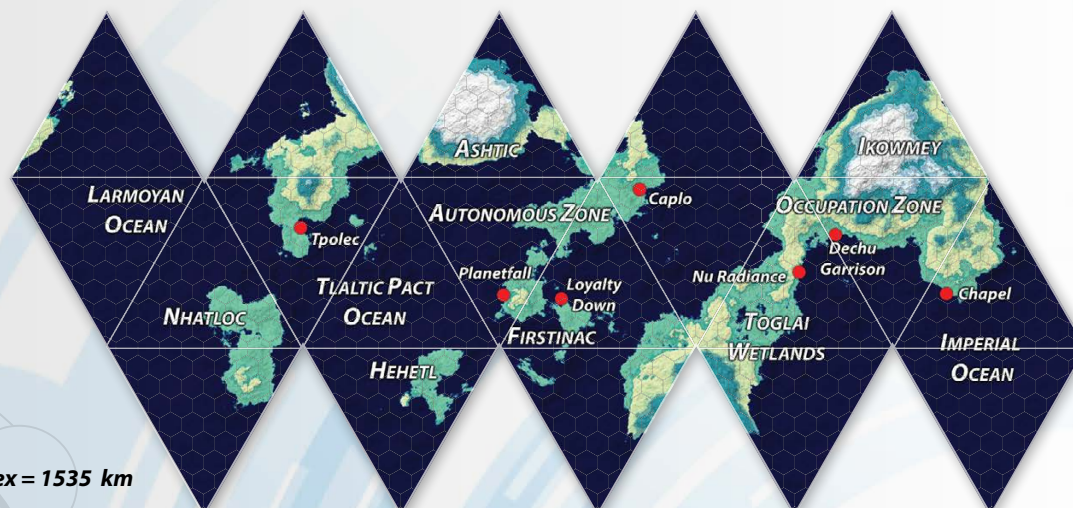 ASHTIC
IKOWMEY
LARMOYAN
OCEAN
Caplo
AUTONOMOUS ZONE
OCCUPATION ZONE
Tpolec
Dechu
Garrison
Planetfall
Nu Radiance
TLALTIC PACT
OCEAN
Loyalty
Down
Chapel
NHATLOC
FIRSTINAC
TOGLAI
WETLANDS
IMPERIAL
OCEAN
HEHETL
ex = 1535 km